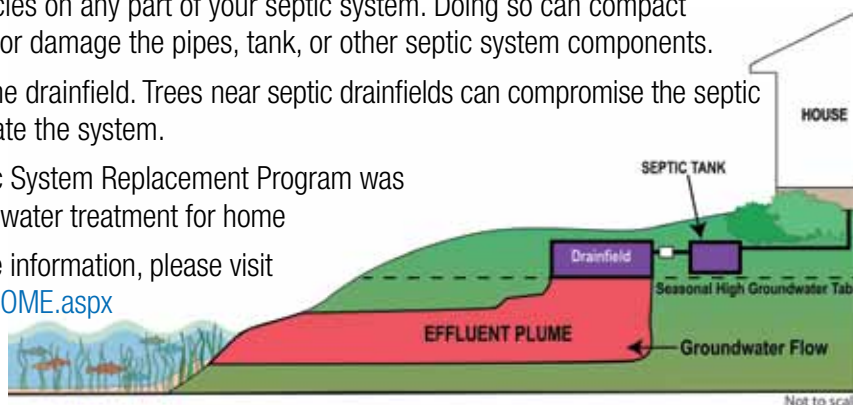 cles on any part of your septic system. Doing so can compact
or damage the pipes, tank, or other septic system components.
ne drainfield. Trees near septic drainfields can compromise the septic
ate the system.
c System Replacement Program was
water treatment for home
e information, please visit
OME.aspx
HOUSE
SEPTIC TANK
Drainfield
Seasonal High Groundwater Tab
EFFLUENT PLUME
Groundwater Flow
Not to scal